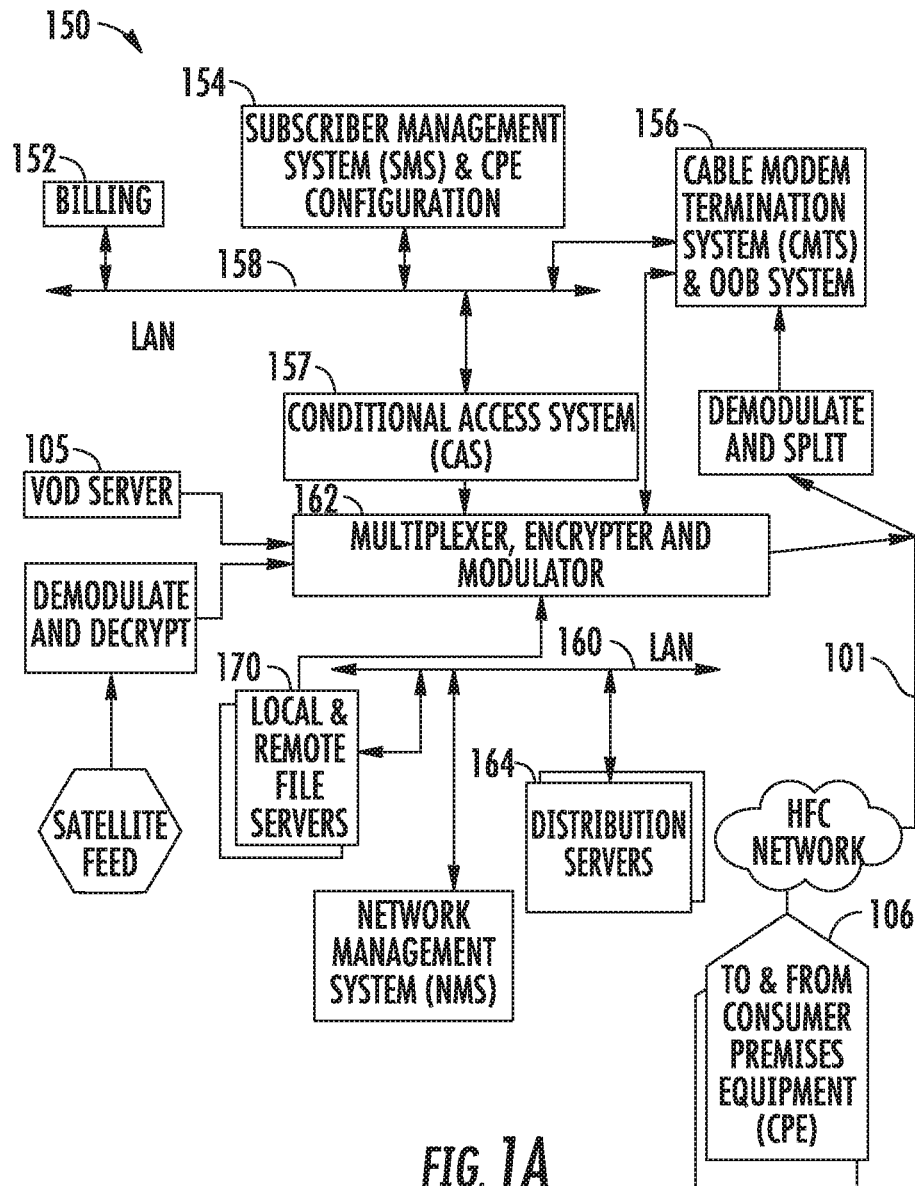 150
154
SUBSCRIBER MANAGEMENT
SYSTEM (SMS) & CPE
CONFIGURATION
152
BILLING
156
CABLE MODEM
TERMINATION
SYSTEM (CMTS)
& OOB SYSTEM
158
LAN
157
CONDITIONAL ACCESS SYSTEM
(CAS)
DEMODULATE
AND SPLIT
105
VOD SERVER
162
MULTIPLEXER, ENCRYPTER AND
MODULATOR
DEMODULATE
AND DECRYPT
160
LAN
101
170
LOCAL &
REMOTE
FILE
SERVERS
164
DISTRIBUTION
SERVERS
SATELLITE
FEED
HFC
NETWORK
NETWORK
MANAGEMENT
SYSTEM (NMS)
106
TO & FROM
CONSUMER
PREMISES
EQUIPMENT
(CPE)
FIG. 1A